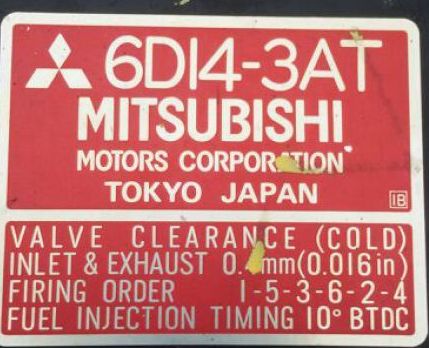 6D14-3AT
MITSUBISHI
MOTORS CORPORATION
TOKYO JAPAN
IB
VALVE CLEARANCE (COLD)
INLET & EXHAUST mm(0.016in)
FIRING ORDER 1-5-3-6-2-4
FUEL INJECTION TIMING 10° BTDC